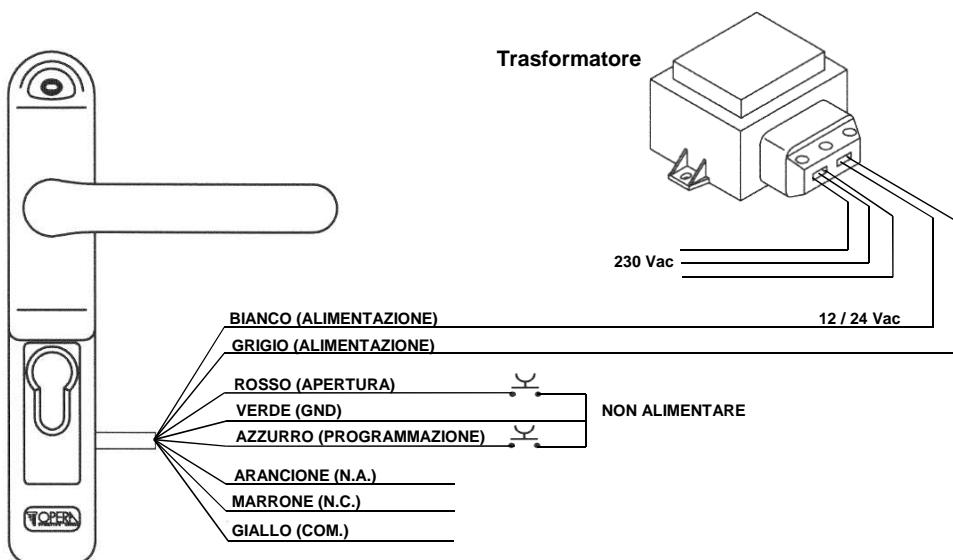 Trasformatore
230 Vac
BIANCO (ALIMENTAZIONE)
12 / 24 Vac
GRIGIO (ALIMENTAZIONE)
ROSSO (APERTURA)
VERDE (GND)
NON ALIMENTARE
AZZURRO (PROGRAMMAZIONE)
ARANCIONE (N.A.)
MARRONE (N.C.)
GIALLO (COM.)
OPERA